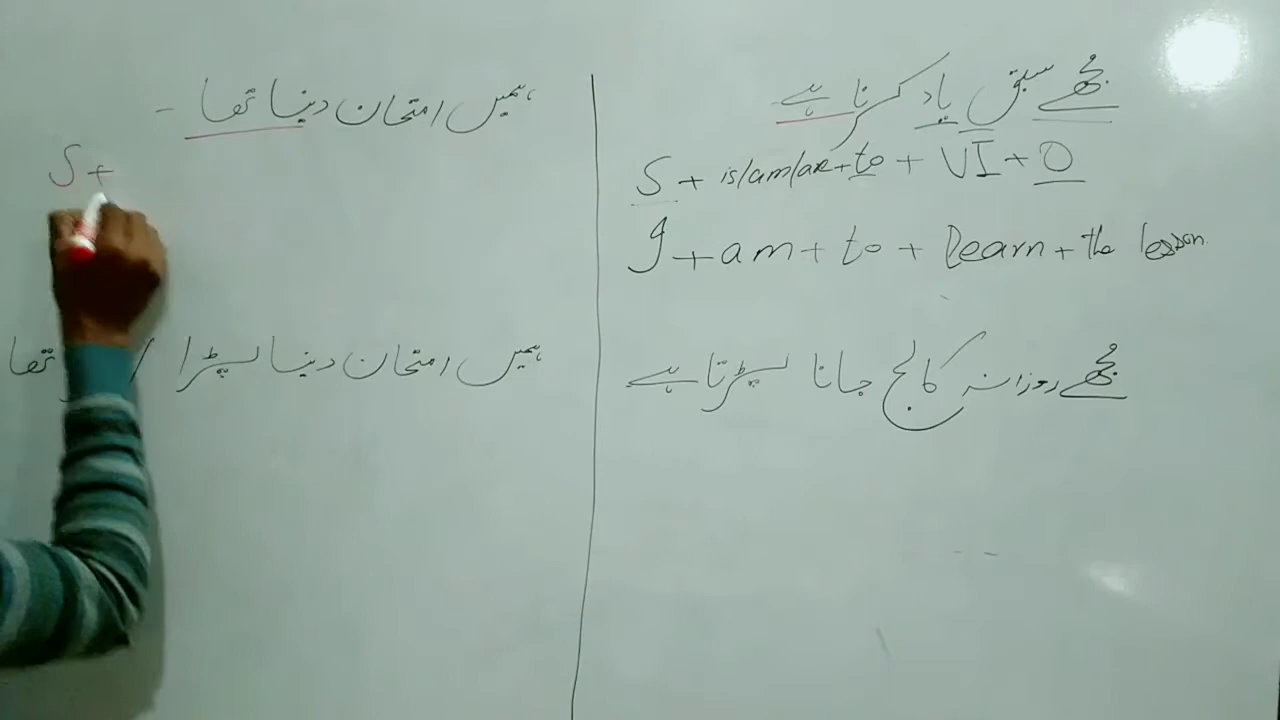 ہمیں امتحان دینا تھا -
S +
ہمیں امتحان دینا پڑا / تھا
مجھے سبق یاد کرنا ہے
S + is/am/are + to + VI + O
I + am + to + learn + the lesson.
مجھے روزانہ کالج جانا پڑتا ہے